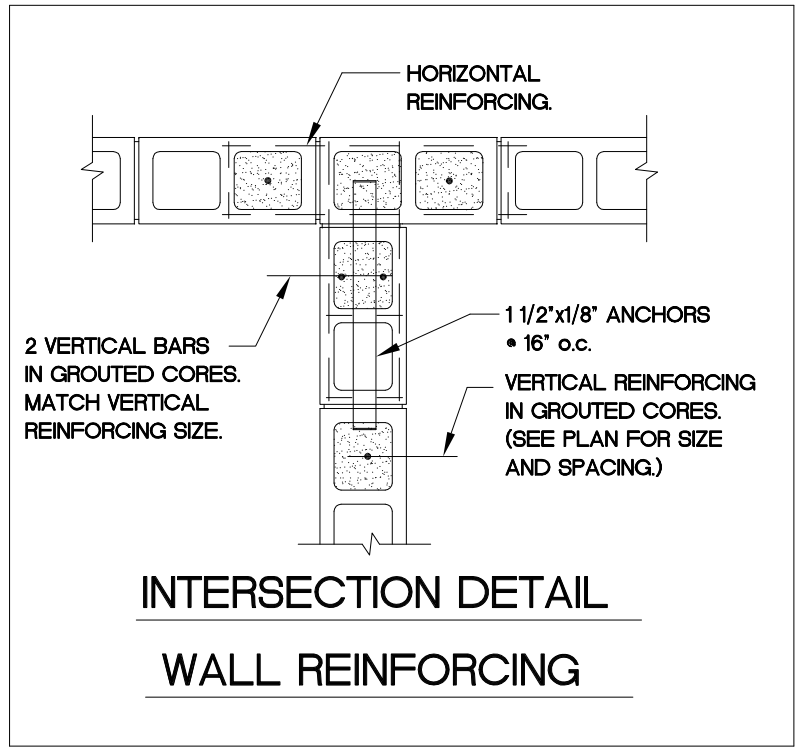 HORIZONTAL
REINFORCING.
2 VERTICAL BARS
IN GROUTED CORES.
MATCH VERTICAL
REINFORCING SIZE.
1 1/2"x1/8" ANCHORS
@ 16" o.c.
VERTICAL REINFORCING
IN GROUTED CORES.
(SEE PLAN FOR SIZE
AND SPACING.)
INTERSECTION DETAIL
WALL REINFORCING